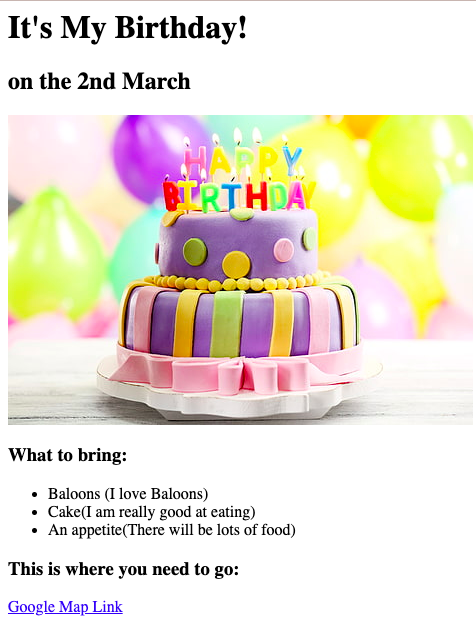 It's My Birthday!
on the 2nd March
HAPPY
BIRTHDAY
What to bring:
Baloons (I love Baloons)
Cake(I am really good at eating)
An appetite(There will be lots of food)
This is where you need to go:
Google Map Link